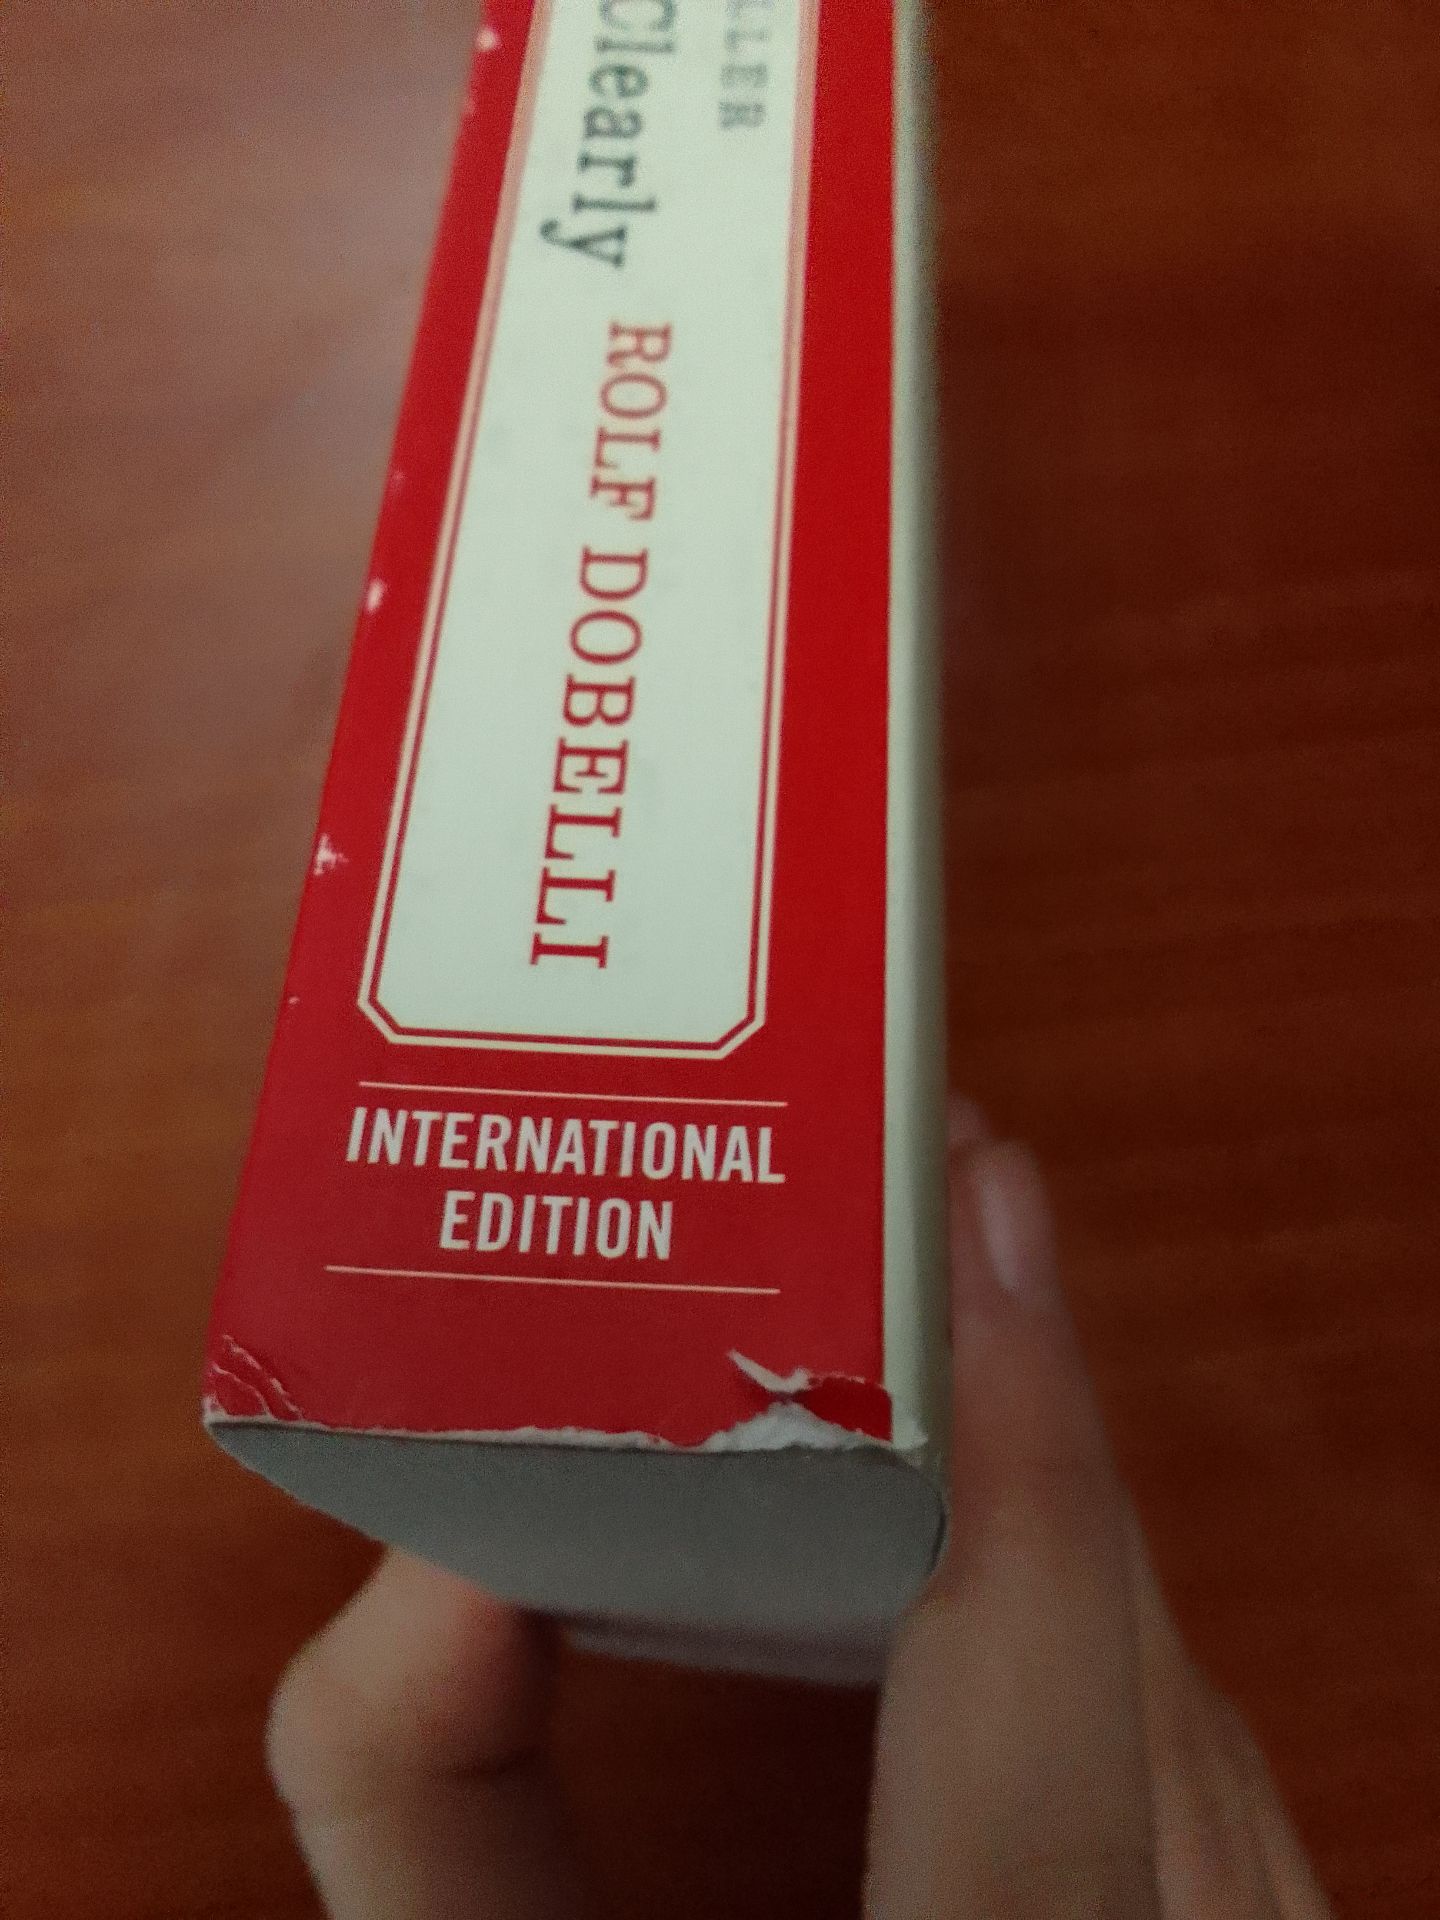 Clearly ROLF DOBELLI
INTERNATIONAL
EDITION